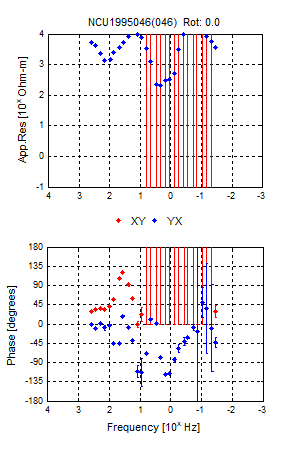 NCU1995046(046) Rot: 0.0
App.Res [10^x Ohm-m]
4
3
2
1
0
-1
4 3 2 1 0 -1 -2 -3
XY YX
Phase [degrees]
180
135
90
45
0
-45
-90
-135
-180
4 3 2 1 0 -1 -2 -3
Frequency [10^x Hz]